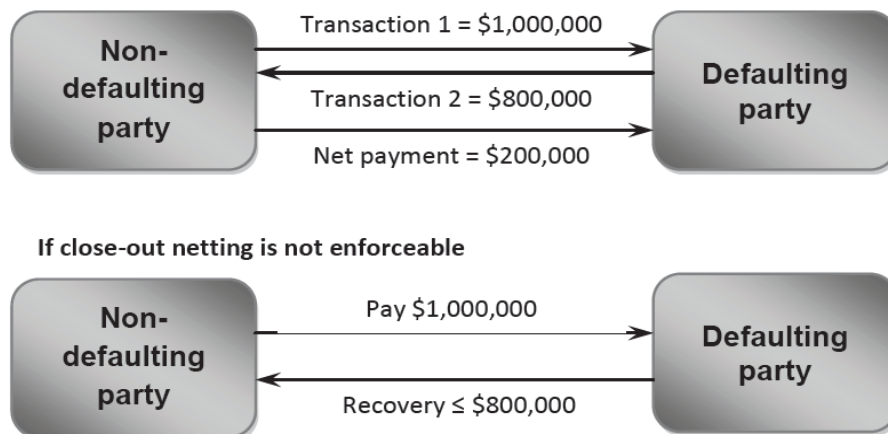 Non-
defaulting
party
Transaction 1 = $1,000,000
Transaction 2 = $800,000
Net payment = $200,000
Defaulting
party
If close-out netting is not enforceable
Non-
defaulting
party
Pay $1,000,000
Recovery ≤ $800,000
Defaulting
party